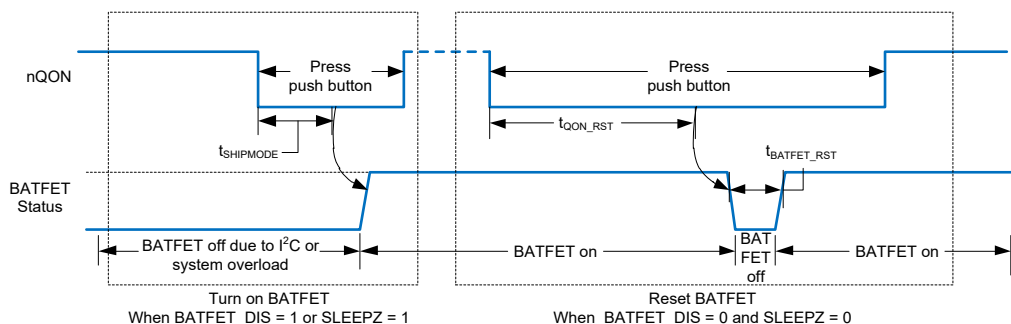 nQON
Press
push button
Press
push button
tSHIPMODE
tQON_RST
tBATFET_RST
BATFET
Status
BATFET off due to I2C or
system overload
BATFET on
BAT
FET
off
BATFET on
Turn on BATFET
When BATFET_DIS = 1 or SLEEPZ = 1
Reset BATFET
When BATFET_DIS = 0 and SLEEPZ = 0